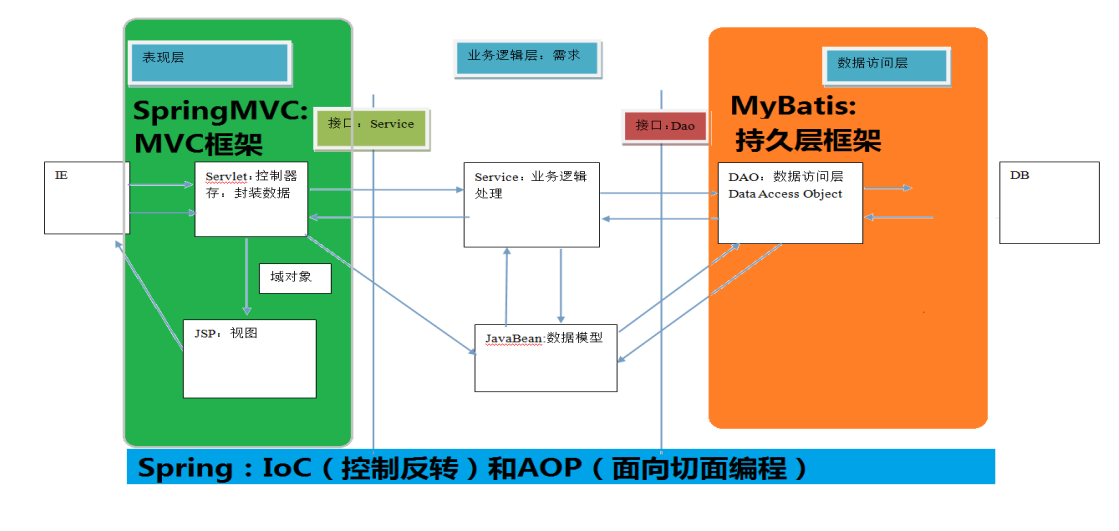 表现层
业务逻辑层：需求
数据访问层
SpringMVC:
MVC框架
接口：Service
接口：Dao
MyBatis:
持久层框架
IE
Servlet：控制器
存：封装数据
Service：业务逻辑
处理
DAO：数据访问层
Data Access Object
DB
域对象
JSP：视图
JavaBean:数据模型
Spring：IoC（控制反转）和AOP（面向切面编程）